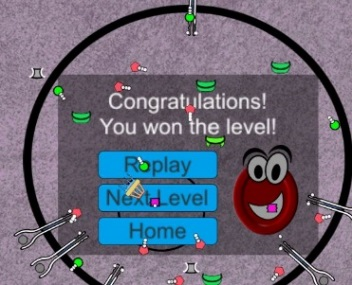 Congratulations!
You won the level!
Replay
Next Level
Home